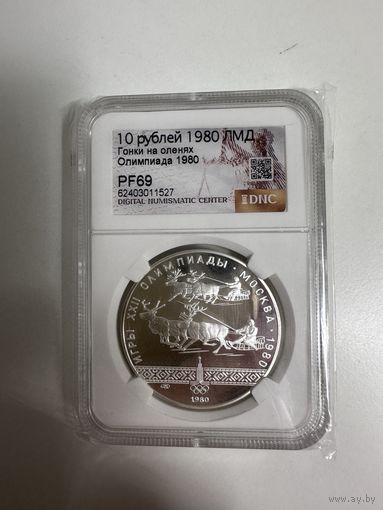 10 рублей 1980 ЛМД
Гонки на оленях
Олимпиада 1980
PF69
62403011527
DIGITAL NUMISMATIC CENTER
DNC
ИГРЫ XXII ОЛИМПИАДЫ · МОСКВА · 1980
1980
www.ay.by